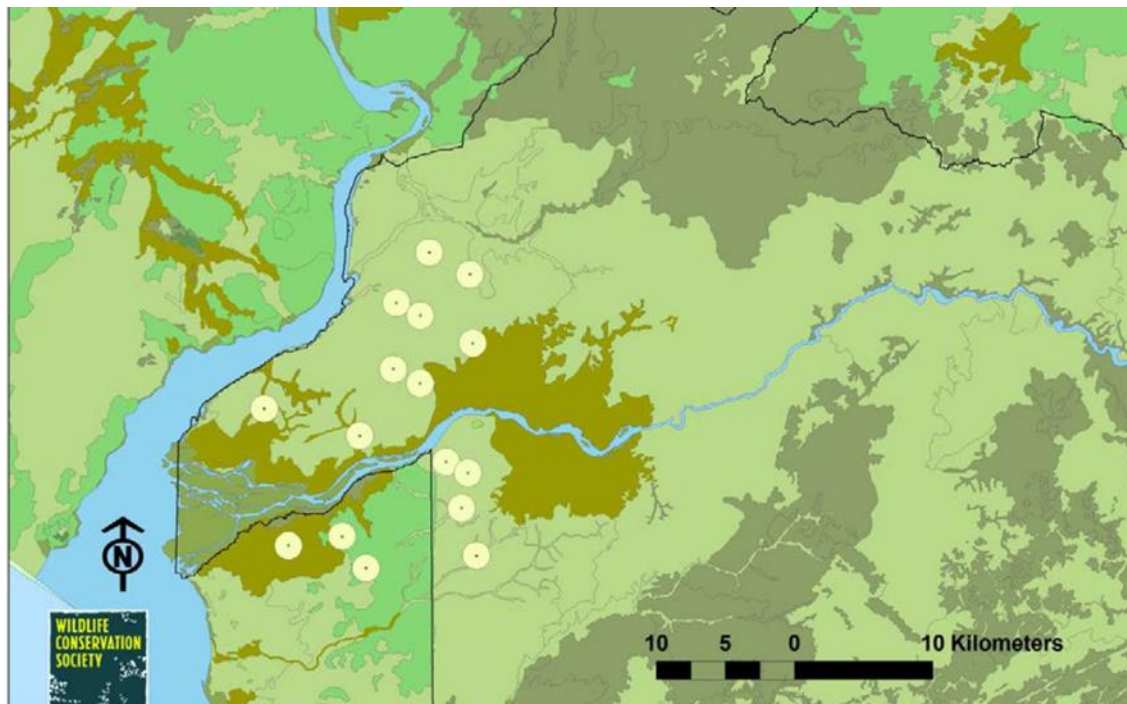 N
WILDLIFE
CONSERVATION
SOCIETY
10 5 0 10 Kilometers